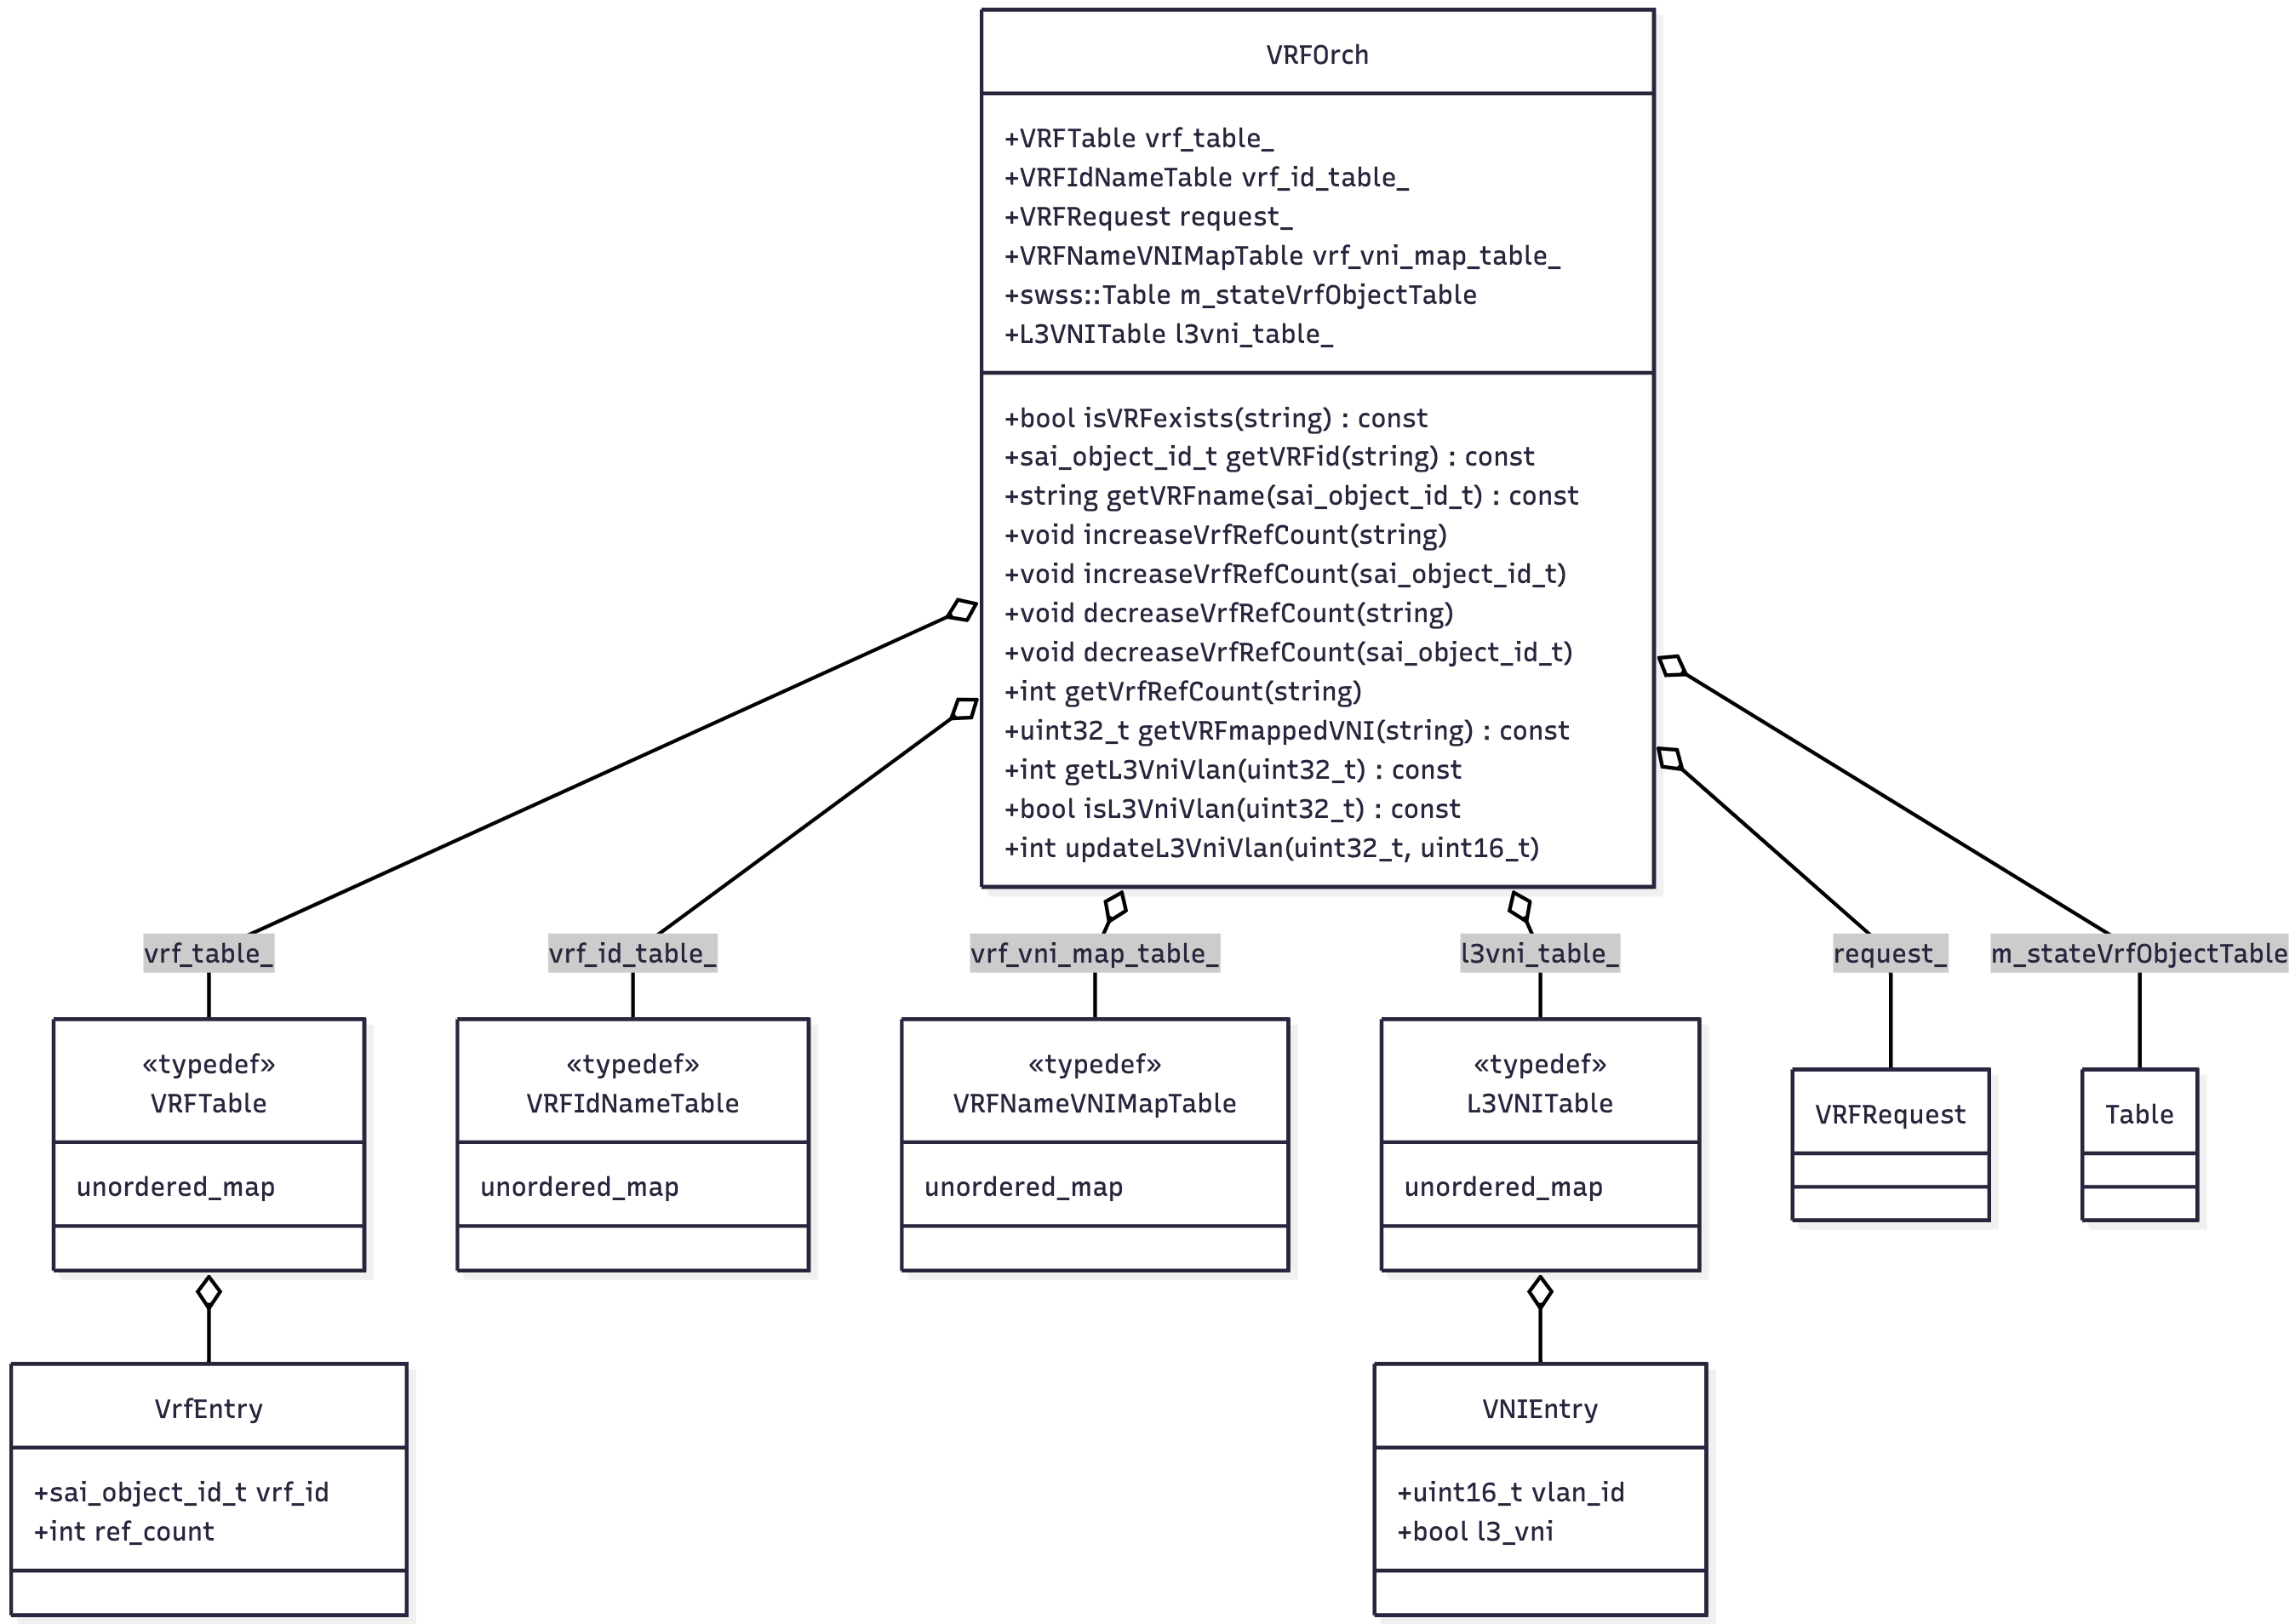 VRFOrch
+VRFTable vrf_table_
+VRFIdNameTable vrf_id_table_
+VRFRequest request_
+VRFNameVNIMapTable vrf_vni_map_table_
+swss::Table m_stateVrfObjectTable
+L3VNITable l3vni_table_
+bool isVRFexists(string) : const
+sai_object_id_t getVRFid(string) : const
+string getVRFname(sai_object_id_t) : const
+void increaseVrfRefCount(string)
+void increaseVrfRefCount(sai_object_id_t)
+void decreaseVrfRefCount(string)
+void decreaseVrfRefCount(sai_object_id_t)
+int getVrfRefCount(string)
+uint32_t getVRFmappedVNI(string) : const
+int getL3VniVlan(uint32_t) : const
+bool isL3VniVlan(uint32_t) : const
+int updateL3VniVlan(uint32_t, uint16_t)
vrf_table_
vrf_id_table_
vrf_vni_map_table_
l3vni_table_
request_
m_stateVrfObjectTable
«typedef»
VRFTable
unordered_map
«typedef»
VRFIdNameTable
unordered_map
«typedef»
VRFNameVNIMapTable
unordered_map
«typedef»
L3VNITable
unordered_map
VRFRequest
Table
VrfEntry
+sai_object_id_t vrf_id
+int ref_count
VNIEntry
+uint16_t vlan_id
+bool l3_vni